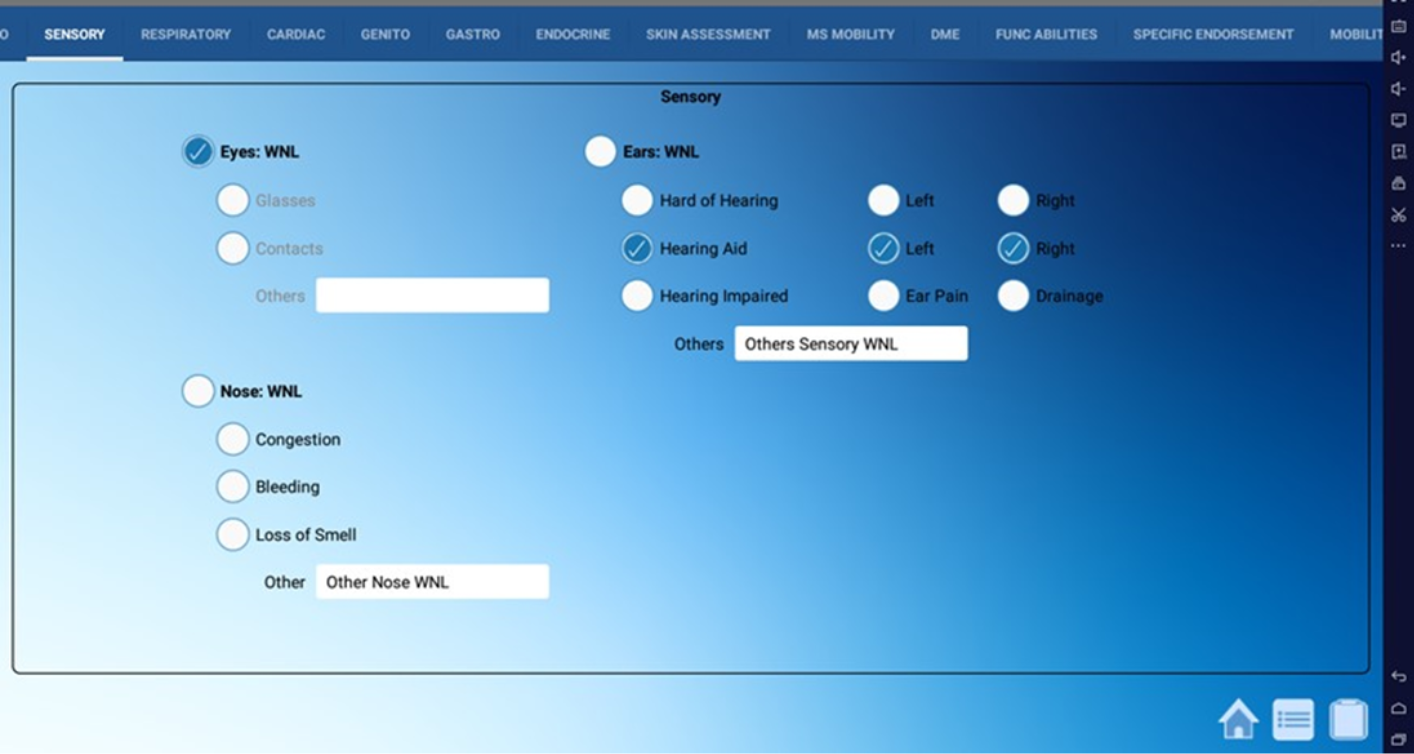 O SENSORY RESPIRATORY CARDIAC GENITO GASTRO ENDOCRINE SKIN ASSESSMENT MS MOBILITY DME FUNC ABILITIES SPECIFIC ENDORSEMENT MOBILIT
Sensory
Eyes: WNL
Glasses
Contacts
Others
Ears: WNL
Hard of Hearing Left Right
Hearing Aid Left Right
Hearing Impaired Ear Pain Drainage
Others Others Sensory WNL
Nose: WNL
Congestion
Bleeding
Loss of Smell
Other Other Nose WNL